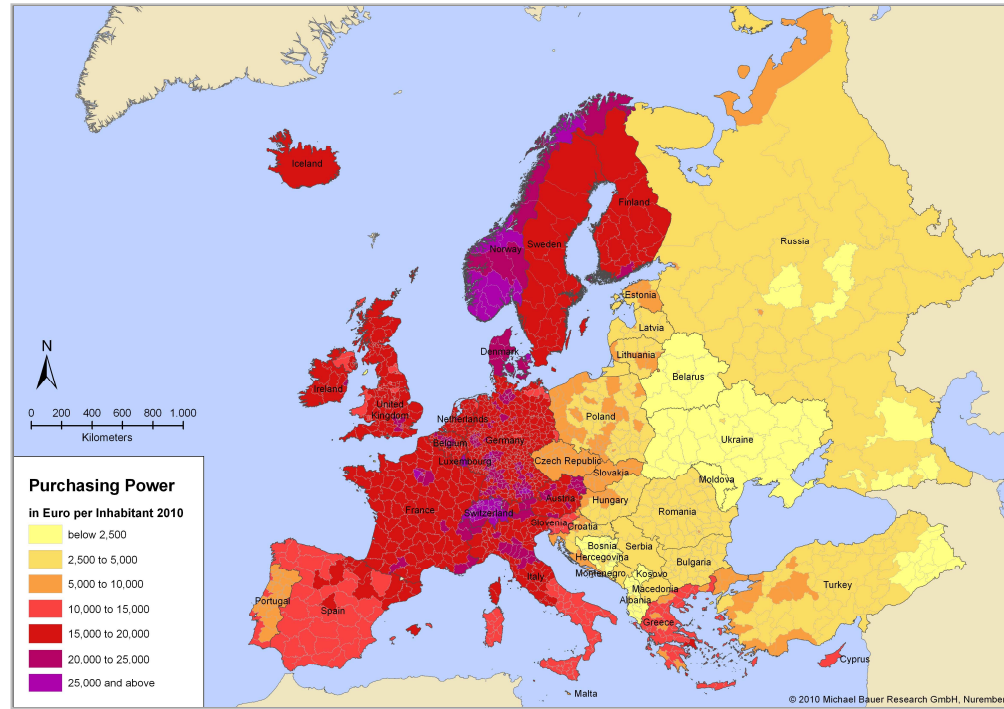 Iceland
Finland
Norway
Sweden
Russia
Estonia
Latvia
Denmark
Lithuania
Belarus
Ireland
United
Kingdom
Netherlands
Poland
Belgium
Germany
Ukraine
Luxembourg
Czech Republic
Slovakia
Moldova
Austria
Hungary
France
Switzerland
Romania
Slovenia
Croatia
Bosnia
Hercegovina
Serbia
Montenegro
Kosovo
Bulgaria
Italy
Macedonia
Turkey
Albania
Portugal
Spain
Greece
Cyprus
Malta
N
0 200 400 600 800 1.000
Kilometers
Purchasing Power
in Euro per Inhabitant 2010
below 2,500
2,500 to 5,000
5,000 to 10,000
10,000 to 15,000
15,000 to 20,000
20,000 to 25,000
25,000 and above
© 2010 Michael Bauer Research GmbH, Nurember